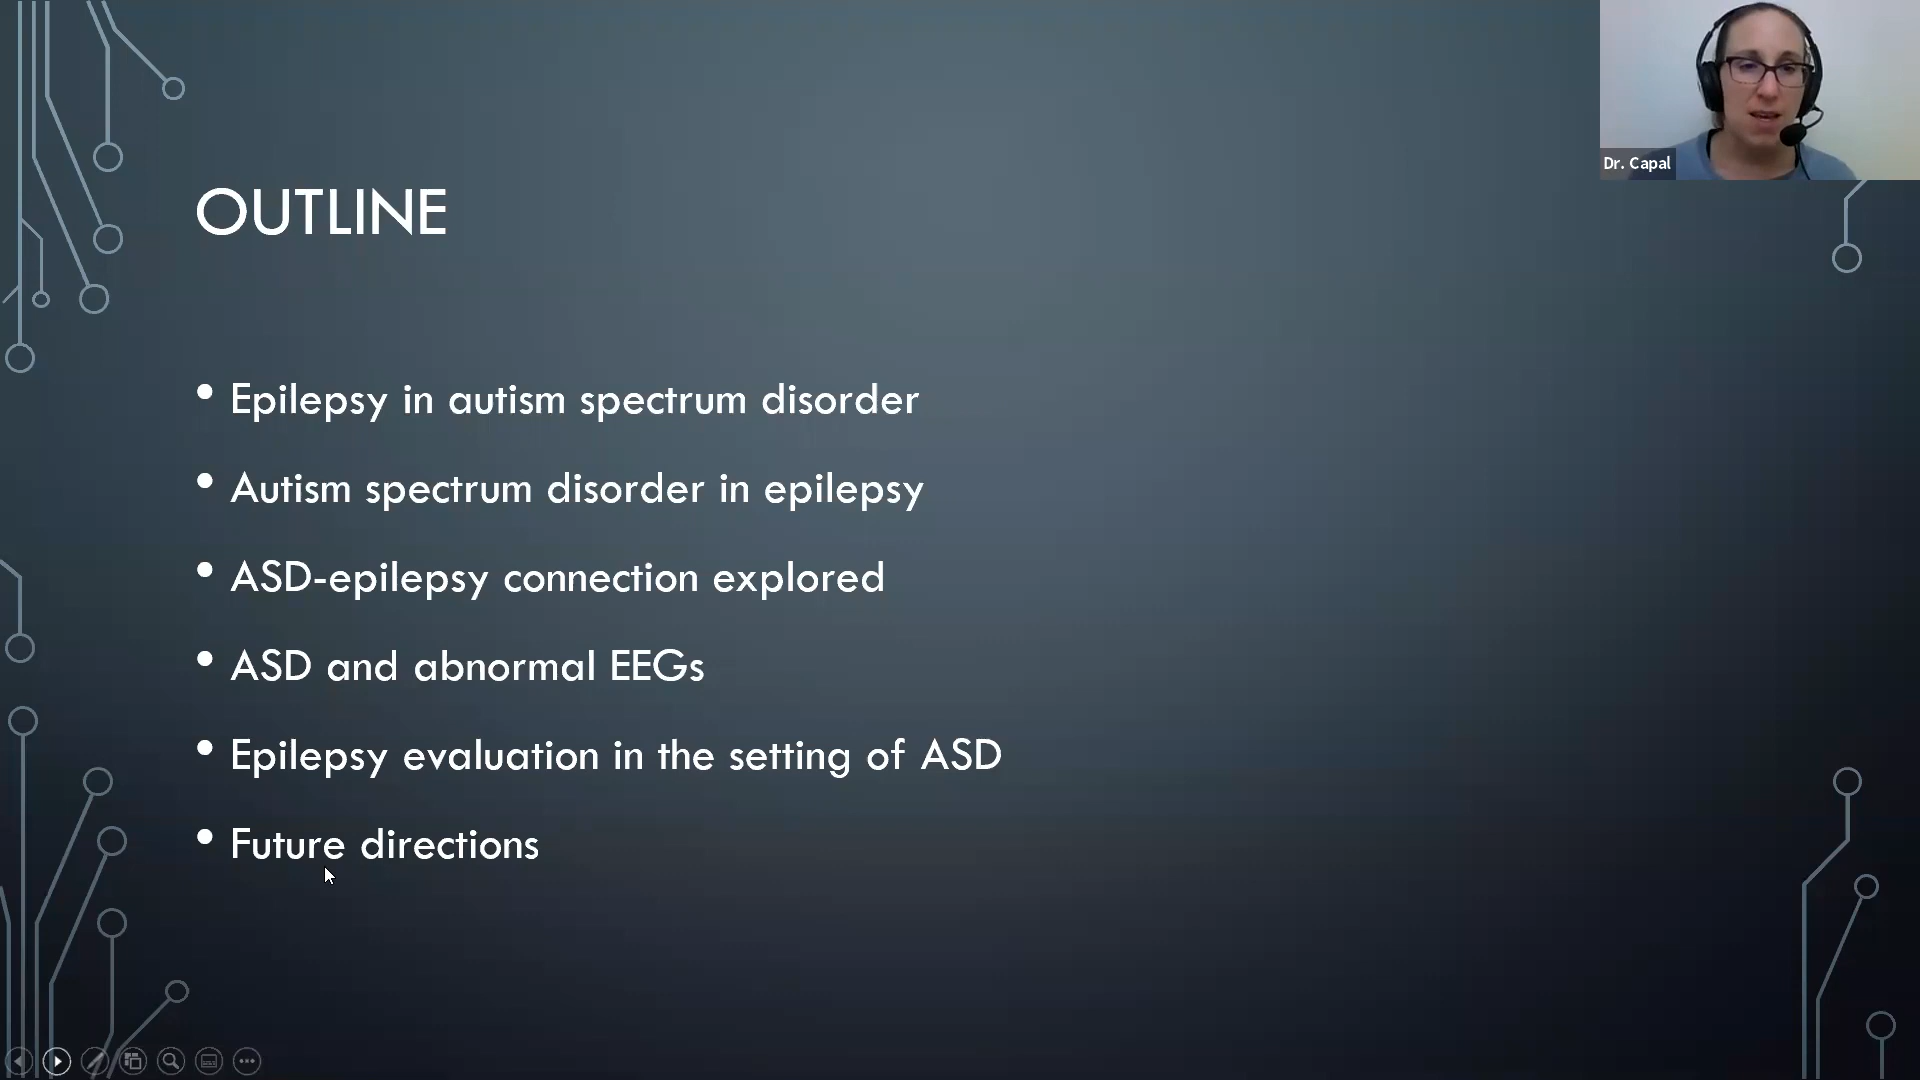 Dr. Capal
OUTLINE
• Epilepsy in autism spectrum disorder
• Autism spectrum disorder in epilepsy
• ASD-epilepsy connection explored
• ASD and abnormal EEGs
• Epilepsy evaluation in the setting of ASD
• Future directions